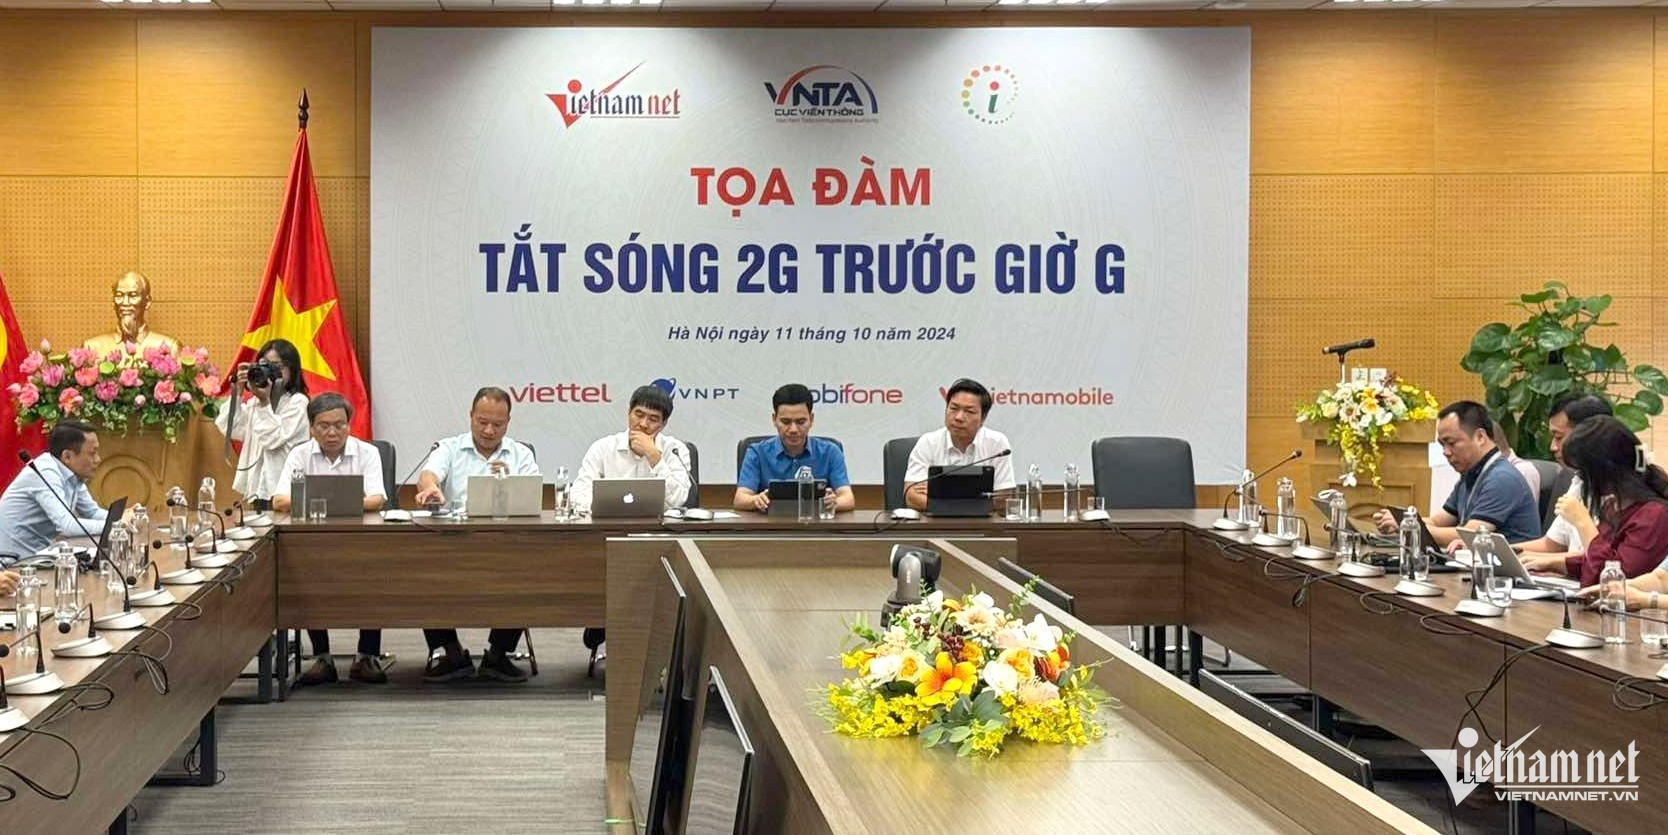 Vietnamnet
VNTA
CỤC VIỄN THÔNG
i
TỌA ĐÀM
TẮT SÓNG 2G TRƯỚC GIỜ G
Hà Nội ngày 11 tháng 10 năm 2024
viettel
VNPT
obifone
ietnamobile
Vietnamnet
VIETNAMNET.VN